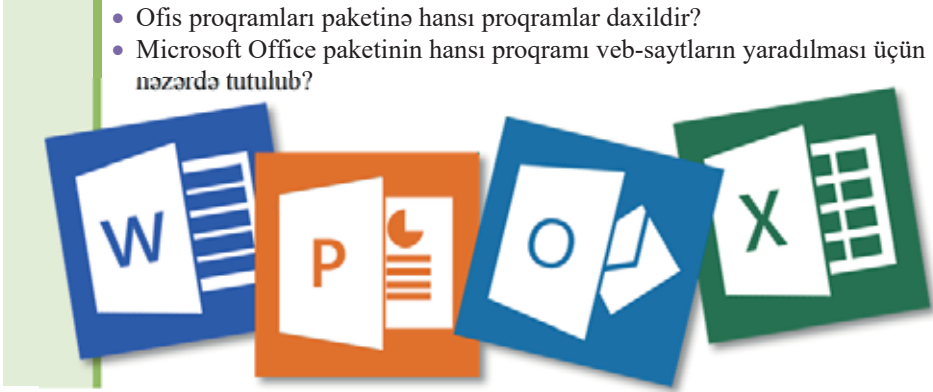 • Ofis proqramları paketinə hansı proqramlar daxildir?
• Microsoft Office paketinin hansı proqramı veb-saytların yaradılması üçün
nəzərdə tutulub?
W
P
O
X